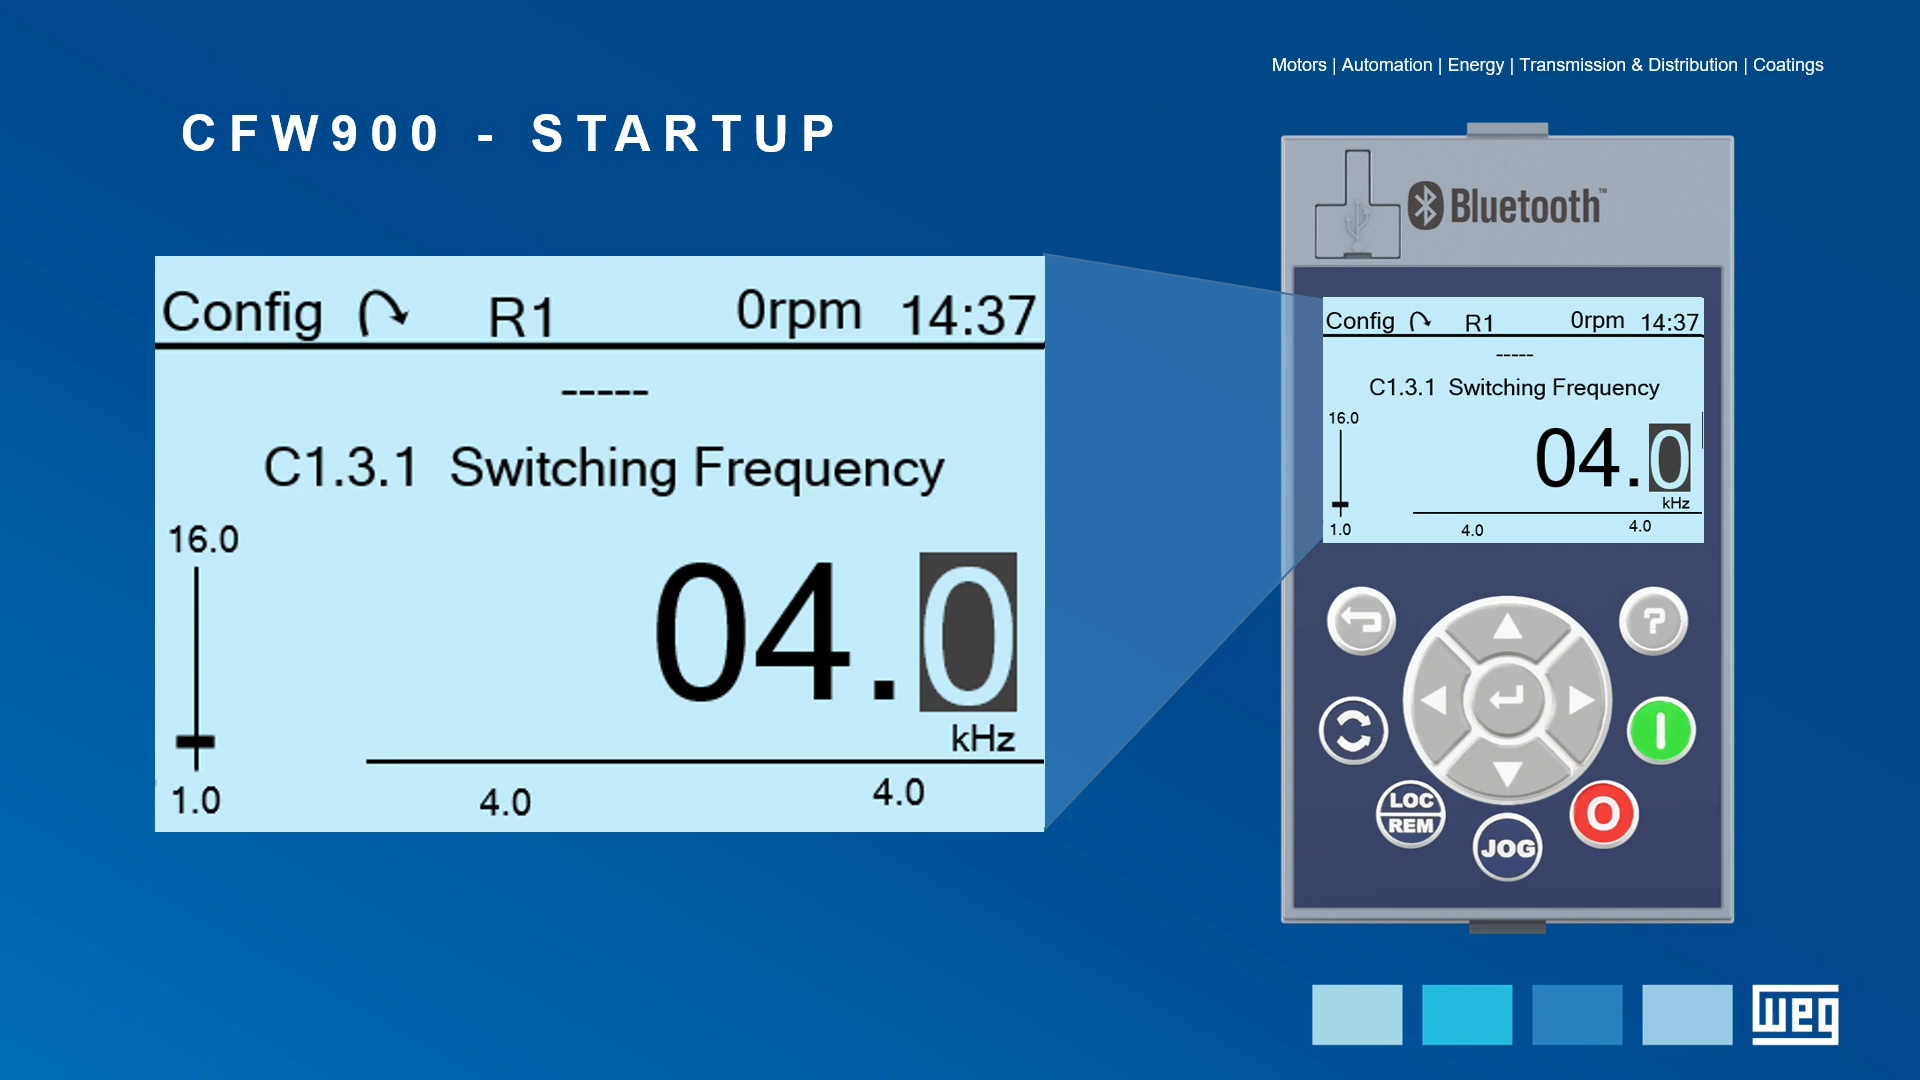 Motors | Automation | Energy | Transmission & Distribution | Coatings
CFW900 - STARTUP
Config R1 0rpm 14:37
-----
C1.3.1 Switching Frequency
16.0
04.0
kHz
1.0 4.0 4.0
Bluetooth™
Config R1 0rpm 14:37
-----
C1.3.1 Switching Frequency
16.0
04.0
kHz
1.0 4.0 4.0
?
LOC
REM
JOG
weg